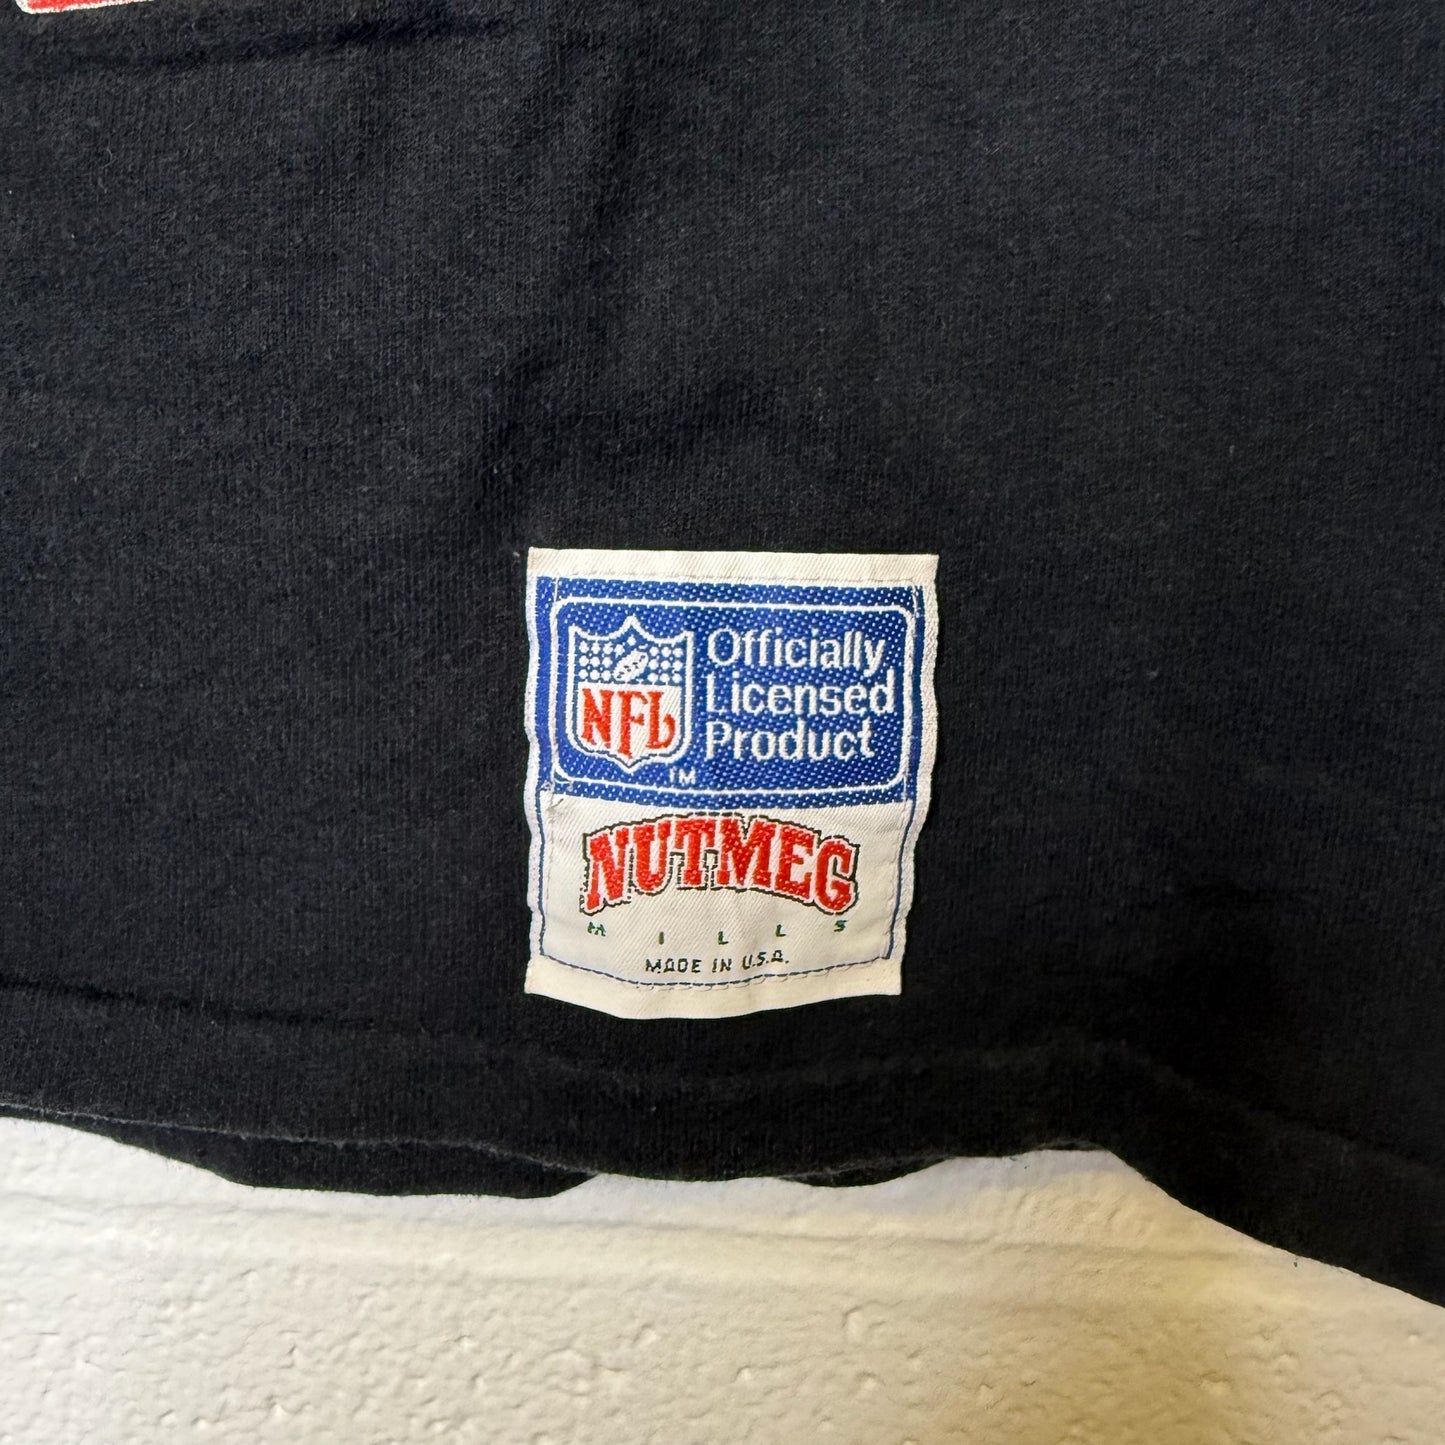 Officially
Licensed
Product
NFL
TM
NUTMEG
MILLS
MADE IN U.S.A.